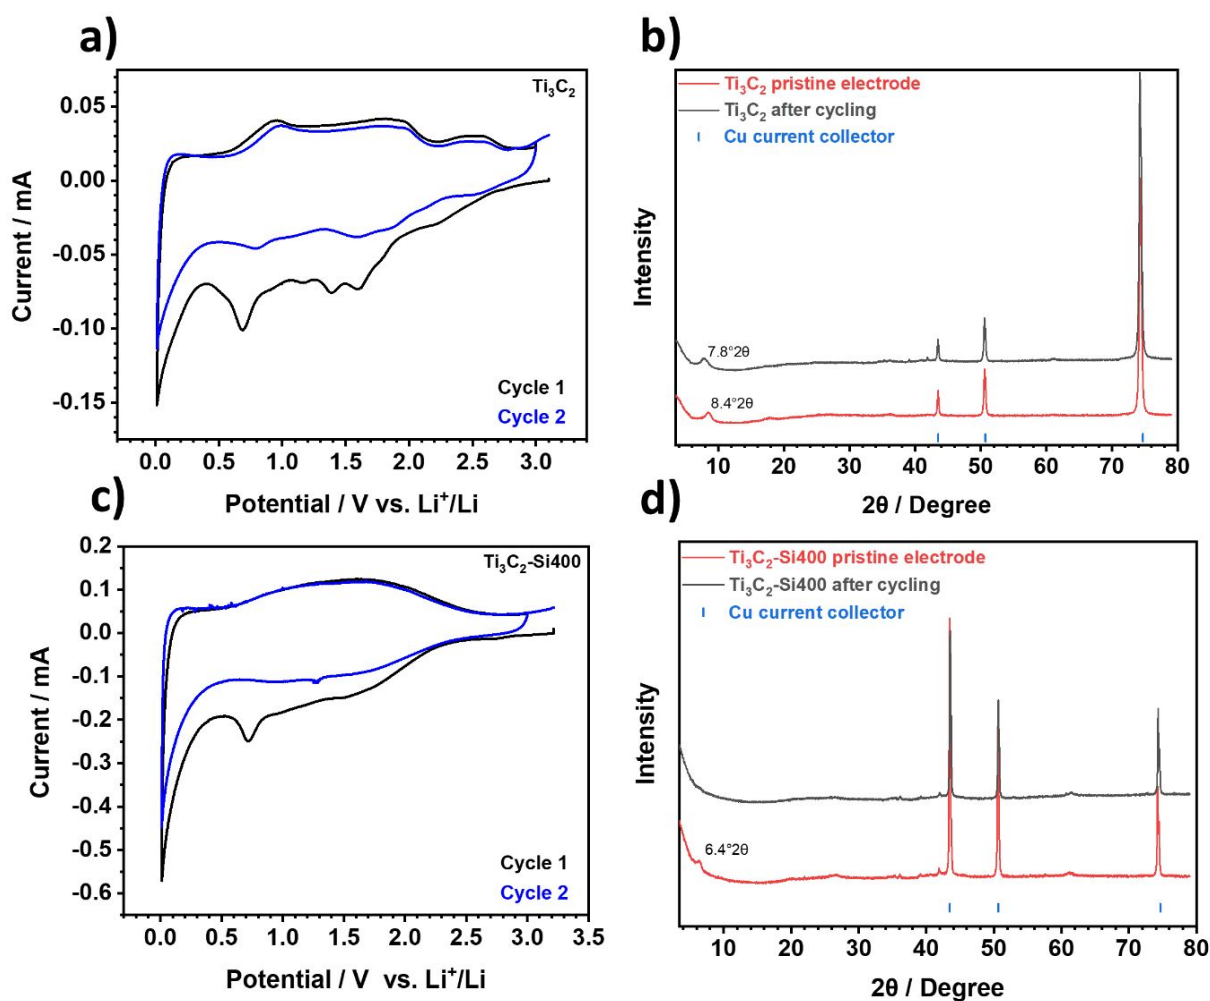 a)
Ti₃C₂
0.05
0.00
-0.05
-0.10
-0.15
Current / mA
Cycle 1
Cycle 2
0.0 0.5 1.0 1.5 2.0 2.5 3.0
Potential / V vs. Li⁺/Li
b)
Ti₃C₂ pristine electrode
Ti₃C₂ after cycling
Cu current collector
Intensity
7.8°2θ
8.4°2θ
10 20 30 40 50 60 70 80
2θ / Degree
c)
Ti₃C₂-Si400
0.2
0.1
0.0
-0.1
-0.2
-0.3
-0.4
-0.5
-0.6
Current / mA
Cycle 1
Cycle 2
0.0 0.5 1.0 1.5 2.0 2.5 3.0 3.5
Potential / V vs. Li⁺/Li
d)
Ti₃C₂-Si400 pristine electrode
Ti₃C₂-Si400 after cycling
Cu current collector
Intensity
6.4°2θ
10 20 30 40 50 60 70 80
2θ / Degree